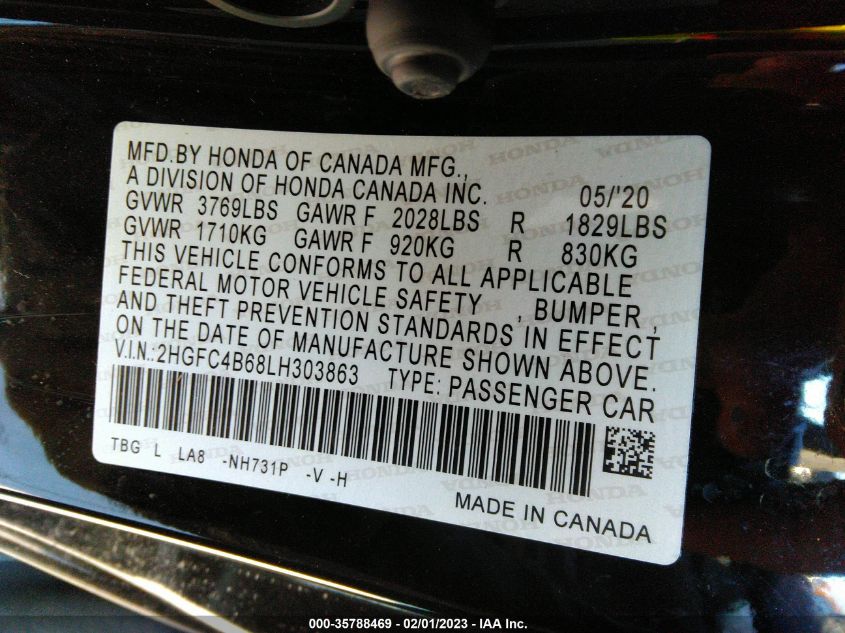 MFD.BY HONDA OF CANADA MFG.,
A DIVISION OF HONDA CANADA INC. 05/'20
GVWR 3769LBS GAWR F 2028LBS R 1829LBS
GVWR 1710KG GAWR F 920KG R 830KG
THIS VEHICLE CONFORMS TO ALL APPLICABLE
FEDERAL MOTOR VEHICLE SAFETY , BUMPER ,
AND THEFT PREVENTION STANDARDS IN EFFECT
ON THE DATE OF MANUFACTURE SHOWN ABOVE.
V.I.N.:2HGFC4B68LH303863 TYPE: PASSENGER CAR
TBG L LA8 -NH731P -V -H
MADE IN CANADA
000-35788469 - 02/01/2023 - IAA Inc.